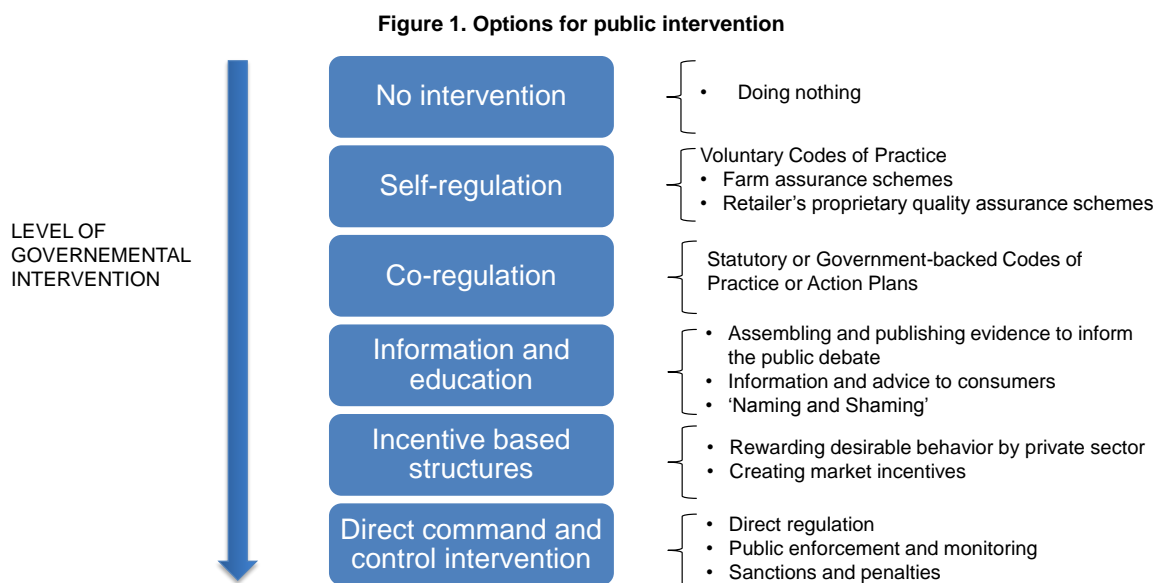 Figure 1. Options for public intervention
LEVEL OF
GOVERNEMENTAL
INTERVENTION
No intervention
• Doing nothing
Self-regulation
Voluntary Codes of Practice
• Farm assurance schemes
• Retailer's proprietary quality assurance schemes
Co-regulation
Statutory or Government-backed Codes of
Practice or Action Plans
Information and
education
• Assembling and publishing evidence to inform
the public debate
• Information and advice to consumers
• ‘Naming and Shaming’
Incentive based
structures
• Rewarding desirable behavior by private sector
• Creating market incentives
Direct command and
control intervention
• Direct regulation
• Public enforcement and monitoring
• Sanctions and penalties